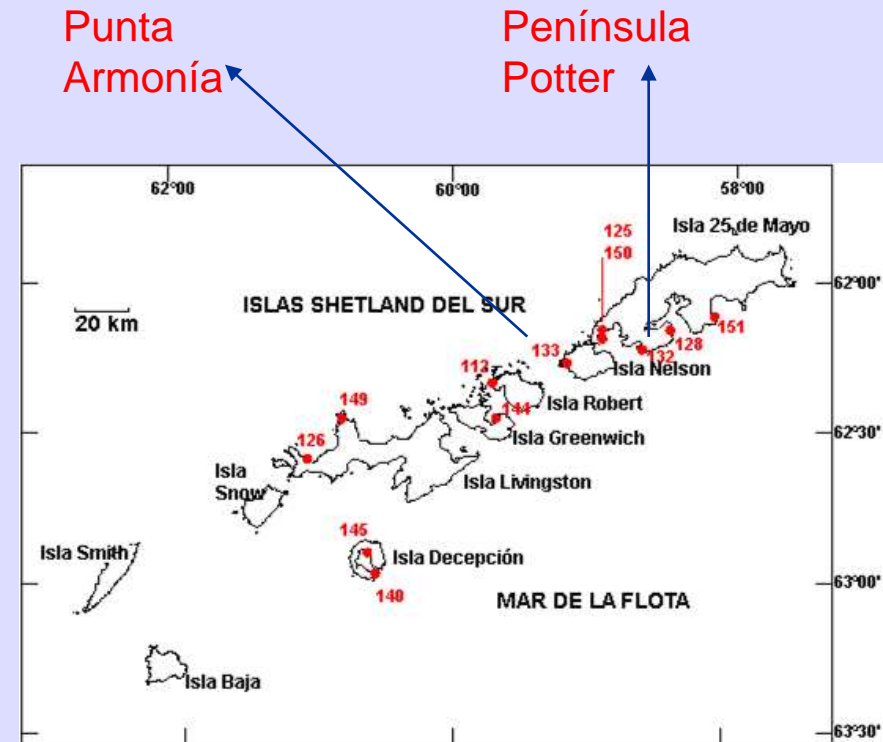 Punta
Armonía
Península
Potter
62°00'
60°00'
58°00'
Isla 25 de Mayo
125
150
62°00'
ISLAS SHETLAND DEL SUR
20 km
151
128
133
132
Isla Nelson
112
Isla Robert
149
144
62°30'
Isla Greenwich
126
Isla
Snow
Isla Livingston
145
Isla Smith
Isla Decepción
63°00'
140
MAR DE LA FLOTA
Isla Baja
63°30'